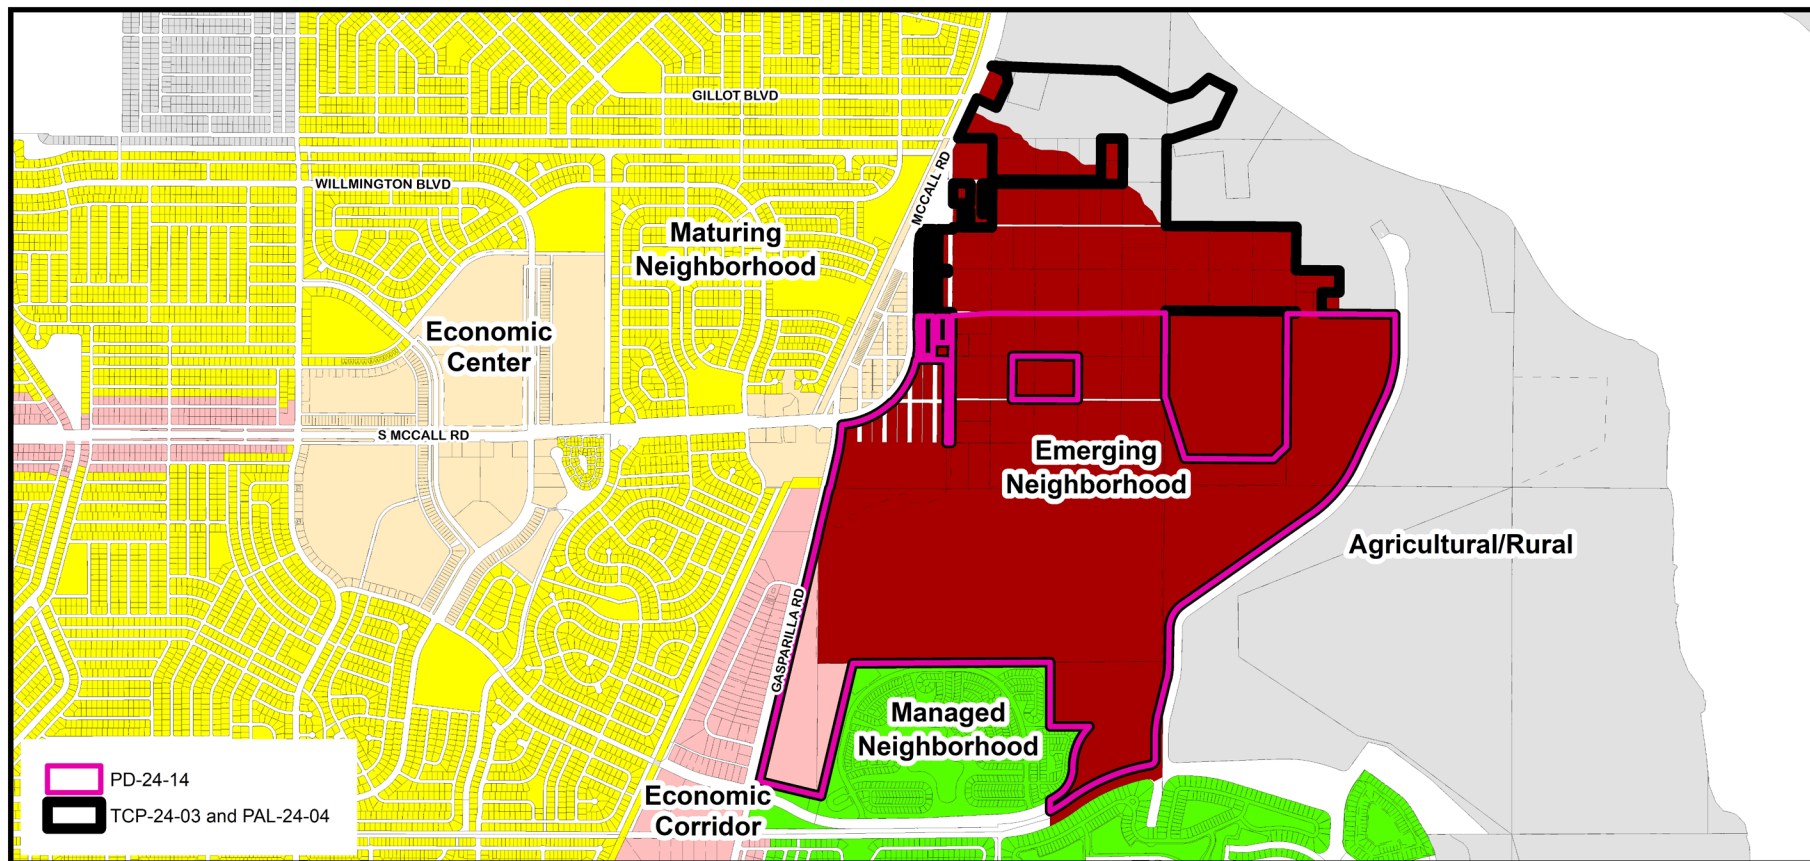 GILLOT BLVD
WILLMINGTON BLVD
MCCALL RD
Maturing
Neighborhood
Economic
Center
S MCCALL RD
Emerging
Neighborhood
Agricultural/Rural
GASPARILLA RD
Managed
Neighborhood
Economic
Corridor
PD-24-14
TCP-24-03 and PAL-24-04